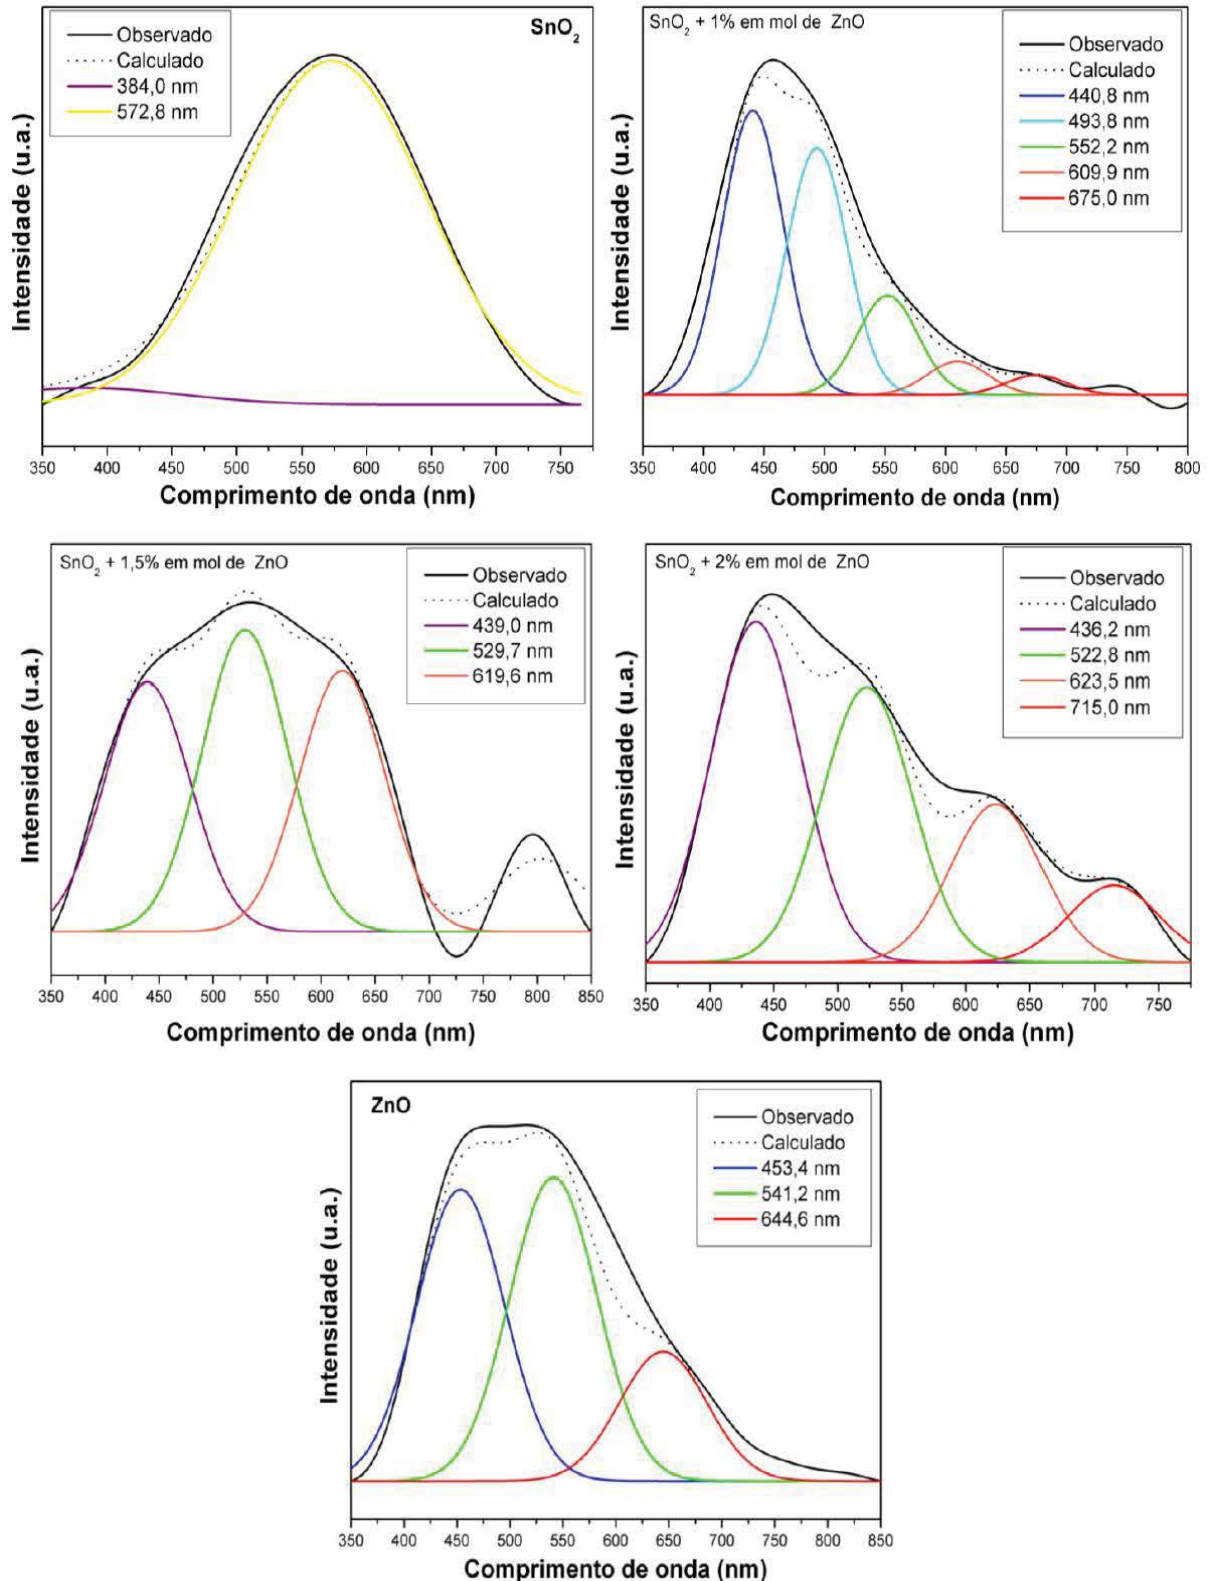 SnO2
Observado
Calculado
384,0 nm
572,8 nm
Intensidade (u.a.)
350 400 450 500 550 600 650 700 750
Comprimento de onda (nm)
SnO2 + 1% em mol de ZnO
Observado
Calculado
440,8 nm
493,8 nm
552,2 nm
609,9 nm
675,0 nm
Intensidade (u.a.)
350 400 450 500 550 600 650 700 750 800
Comprimento de onda (nm)
SnO2 + 1,5% em mol de ZnO
Observado
Calculado
439,0 nm
529,7 nm
619,6 nm
Intensidade (u.a.)
350 400 450 500 550 600 650 700 750 800 850
Comprimento de onda (nm)
SnO2 + 2% em mol de ZnO
Observado
Calculado
436,2 nm
522,8 nm
623,5 nm
715,0 nm
Intensidade (u.a.)
350 400 450 500 550 600 650 700 750
Comprimento de onda (nm)
ZnO
Observado
Calculado
453,4 nm
541,2 nm
644,6 nm
Intensidade (u.a.)
350 400 450 500 550 600 650 700 750 800 850
Comprimento de onda (nm)